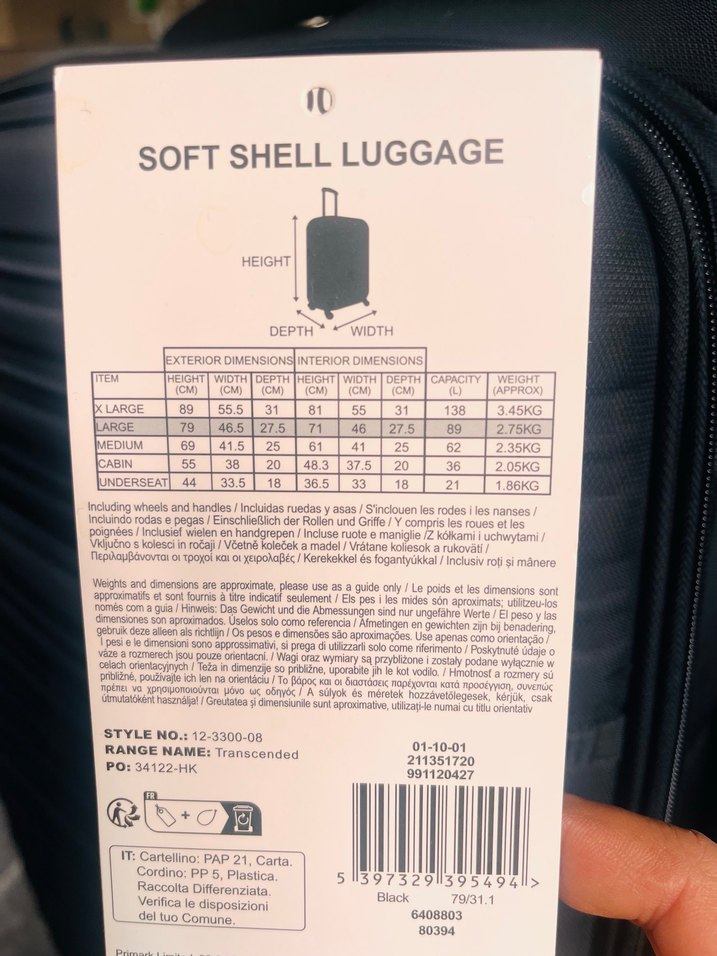 SOFT SHELL LUGGAGE
HEIGHT
DEPTH WIDTH
EXTERIOR DIMENSIONS INTERIOR DIMENSIONS
ITEM HEIGHT (CM) WIDTH (CM) DEPTH (CM) HEIGHT (CM) WIDTH (CM) DEPTH (CM) CAPACITY (L) WEIGHT (APPROX)
X LARGE 89 55.5 31 81 55 31 138 3.45KG
LARGE 79 46.5 27.5 71 46 27.5 89 2.75KG
MEDIUM 69 41.5 25 61 41 25 62 2.35KG
CABIN 55 38 20 48.3 37.5 20 36 2.05KG
UNDERSEAT 44 33.5 18 36.5 33 18 21 1.86KG
Including wheels and handles / Incluidas ruedas y asas / S'inclouen les rodes i les nanses /
Incluindo rodas e pegas / Einschließlich der Rollen und Griffe / Y compris les roues et les
poignées / Inclusief wielen en handgrepen / Incluse ruote e maniglie /Z kółkami i uchwytami /
Vključno s kolesci in ročaji / Včetně koleček a madel / Vrátane koliesok a rukovätí /
Περιλαμβάνονται οι τροχοί και οι χειρολαβές / Kerekekkel és fogantyúkkal / Inclusiv roți și mânere
Weights and dimensions are approximate, please use as a guide only / Le poids et les dimensions sont
approximatifs et sont fournis à titre indicatif seulement / Els pes i les mides són aproximats; utilitzeu-los
només com a guia / Hinweis: Das Gewicht und die Abmessungen sind nur ungefähre Werte / El peso y las
dimensiones son aproximados. Úselos solo como referencia / Afmetingen en gewichten zijn bij benadering,
gebruik deze alleen als richtlijn / Os pesos e dimensões são aproximações. Use apenas como orientação /
I pesi e le dimensioni sono approssimativi, si prega di utilizzarli solo come riferimento / Poskytnuté údaje o
váze a rozmerech jsou pouze orientační. / Wagi oraz wymiary są przybliżone i zostały podane wyłącznie w
celach orientacyjnych / Teža in dimenzije so približne, uporabite jih le kot vodilo. / Hmotnosť a rozmery sú
približné, použivajte ich len na orientáciu / Το βάρος και οι διαστάσεις παρέχονται κατά προσέγγιση, συνεπώς
πρέπει να χρησιμοποιούνται μόνο ως οδηγός / A súlyok és méretek hozzávetőlegesek, kérjük, csak
útmutatóként használja! / Greutatea și dimensiunile sunt aproximative, utilizați-le numai cu titlu orientativ
STYLE NO.: 12-3300-08
RANGE NAME: Transcended
PO: 34122-HK
01-10-01
211351720
991120427
FR
+
IT: Cartellino: PAP 21, Carta.
Cordino: PP 5, Plastica.
Raccolta Differenziata.
Verifica le disposizioni
del tuo Comune.
5 397329 395494 >
Black 79/31.1
6408803
80394